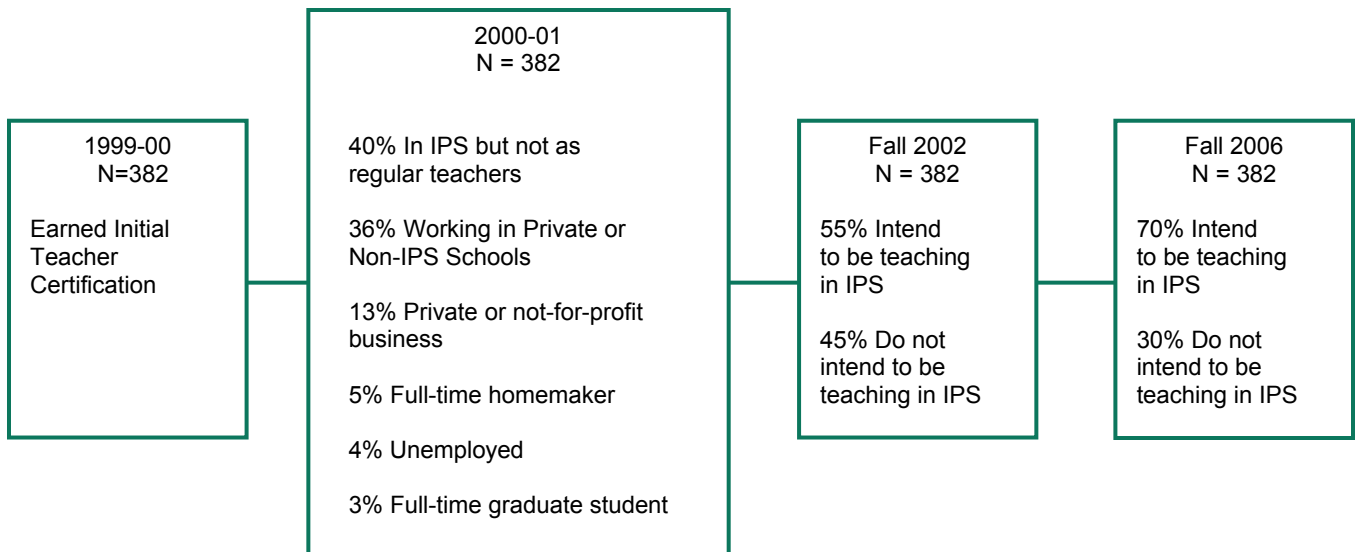 1999-00
N=382
Earned Initial
Teacher
Certification
2000-01
N = 382
40% In IPS but not as
regular teachers
36% Working in Private or
Non-IPS Schools
13% Private or not-for-profit
business
5% Full-time homemaker
4% Unemployed
3% Full-time graduate student
Fall 2002
N = 382
55% Intend
to be teaching
in IPS
45% Do not
intend to be
teaching in IPS
Fall 2006
N = 382
70% Intend
to be teaching
in IPS
30% Do not
intend to be
teaching in IPS